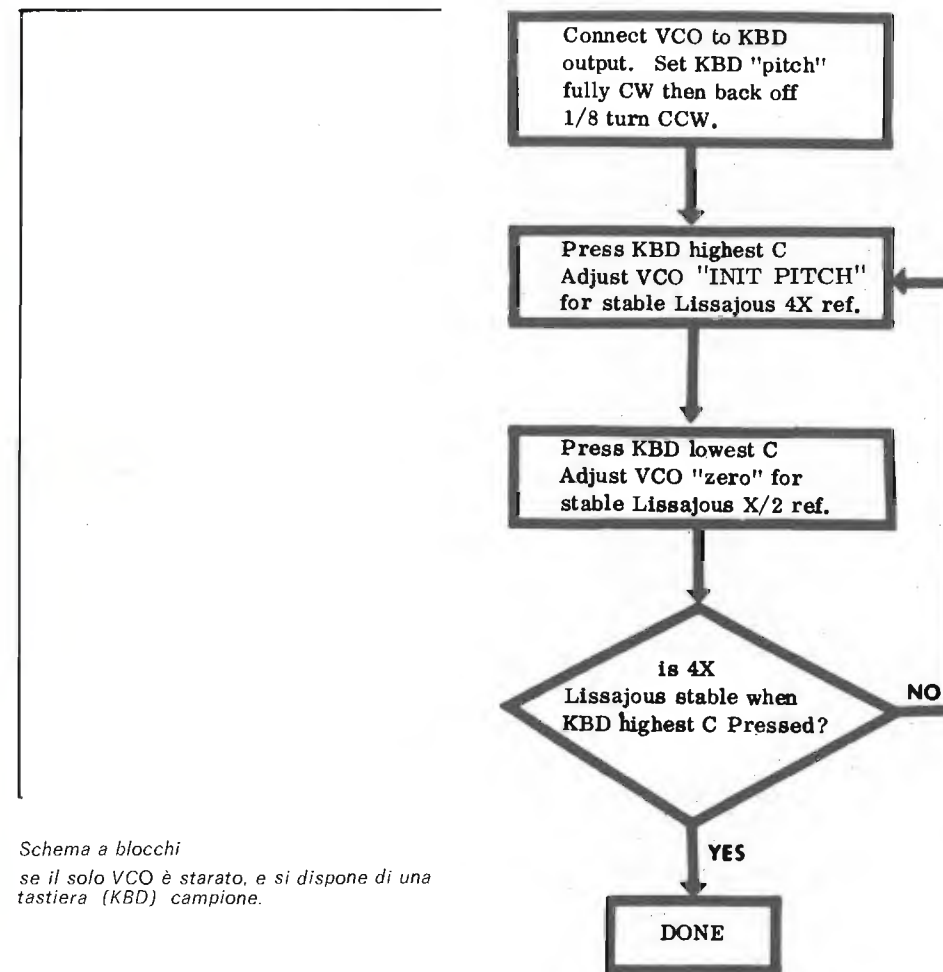 Connect VCO to KBD
output. Set KBD "pitch"
fully CW then back off
1/8 turn CCW.
Press KBD highest C
Adjust VCO "INIT PITCH"
for stable Lissajous 4X ref.
Press KBD lowest C
Adjust VCO "zero" for
stable Lissajous X/2 ref.
is 4X
Lissajous stable when
KBD highest C Pressed?
NO
YES
DONE
Schema a blocchi
se il solo VCO è starato, e si dispone di una
tastiera (KBD) campione.